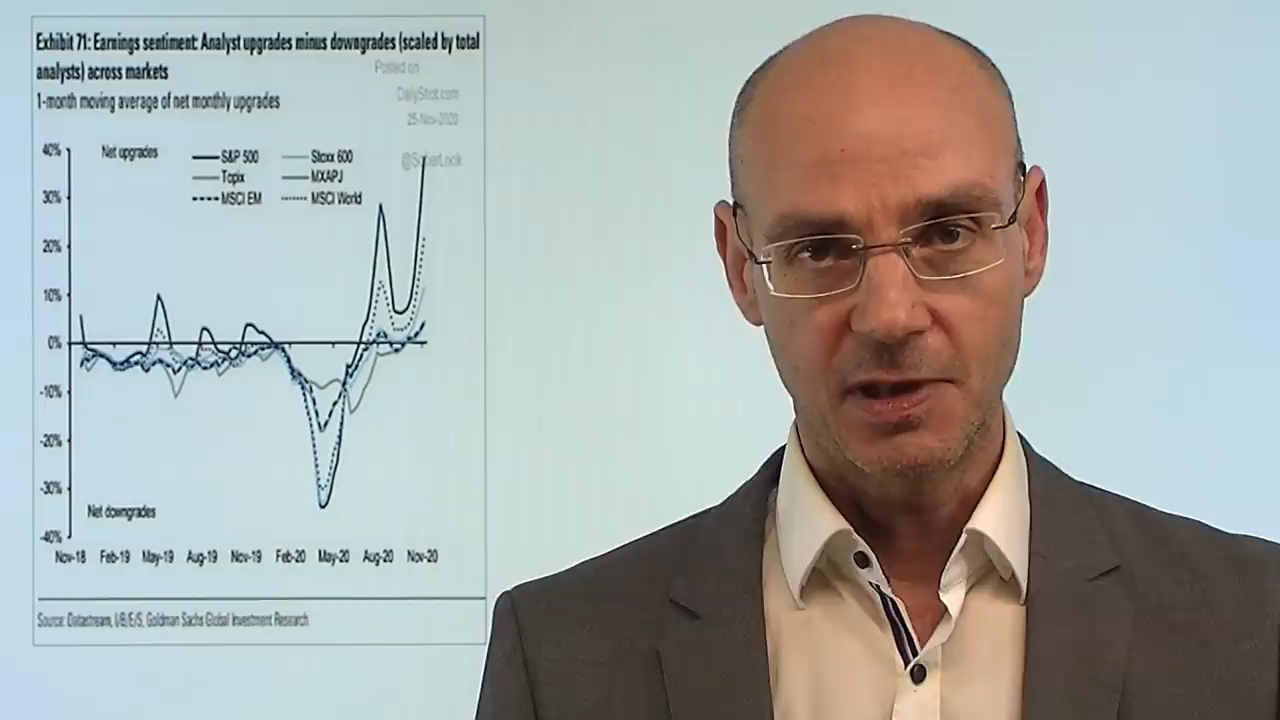 Exhibit 71: Earnings sentiment: Analyst upgrades minus downgrades (scaled by total
analysts) across markets
Posted on
1-month moving average of net monthly upgrades
DailyShot.com
25-Nov-2020
@SoberLook
Net upgrades
S&P 500
Stoxx 600
Topix
MXAPJ
MSCI EM
MSCI World
40%
30%
20%
10%
0%
-10%
-20%
-30%
-40%
Net downgrades
Nov-18 Feb-19 May-19 Aug-19 Nov-19 Feb-20 May-20 Aug-20 Nov-20
Source: Datastream, I/B/E/S, Goldman Sachs Global Investment Research